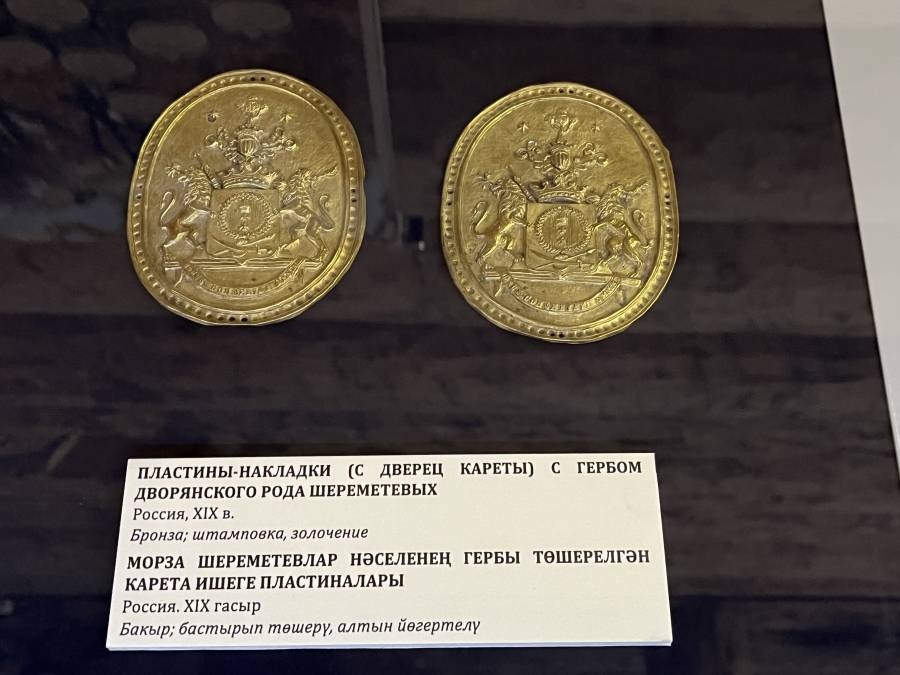 ПЛАСТИНЫ-НАКЛАДКИ (С ДВЕРЕЦ КАРЕТЫ) С ГЕРБОМ
ДВОРЯНСКОГО РОДА ШЕРЕМЕТЕВЫХ
Россия, XIX в.
Бронза; штамповка, золочение
МОРЗА ШЕРЕМЕТЕВЛАР НӘСЕЛЕНЕҢ ГЕРБЫ ТӨШЕРЕЛГӘН
КАРЕТА ИШЕГЕ ПЛАСТИНАЛАРЫ
Россия. XIX гасыр
Бакыр; бастырып төшерү, алтын йөгертелү